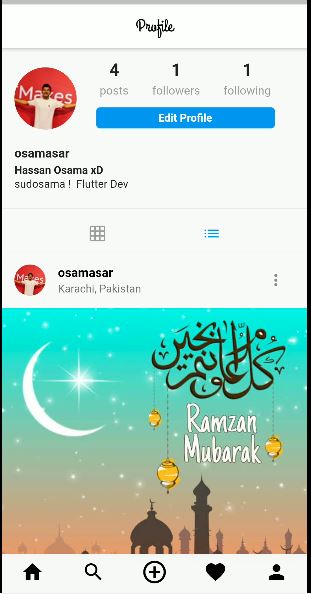 Profile
Makes
4 1 1
posts followers following
Edit Profile
osamasar
Hassan Osama xD
sudosama ! Flutter Dev
osamasar
Karachi, Pakistan
كل عام وأنتم بخير
Ramzan
Mubarak